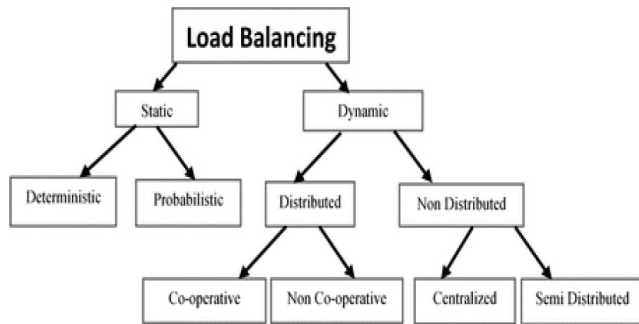 Load Balancing
Static
Dynamic
Deterministic
Probabilistic
Distributed
Non Distributed
Co-operative
Non Co-operative
Centralized
Semi Distributed